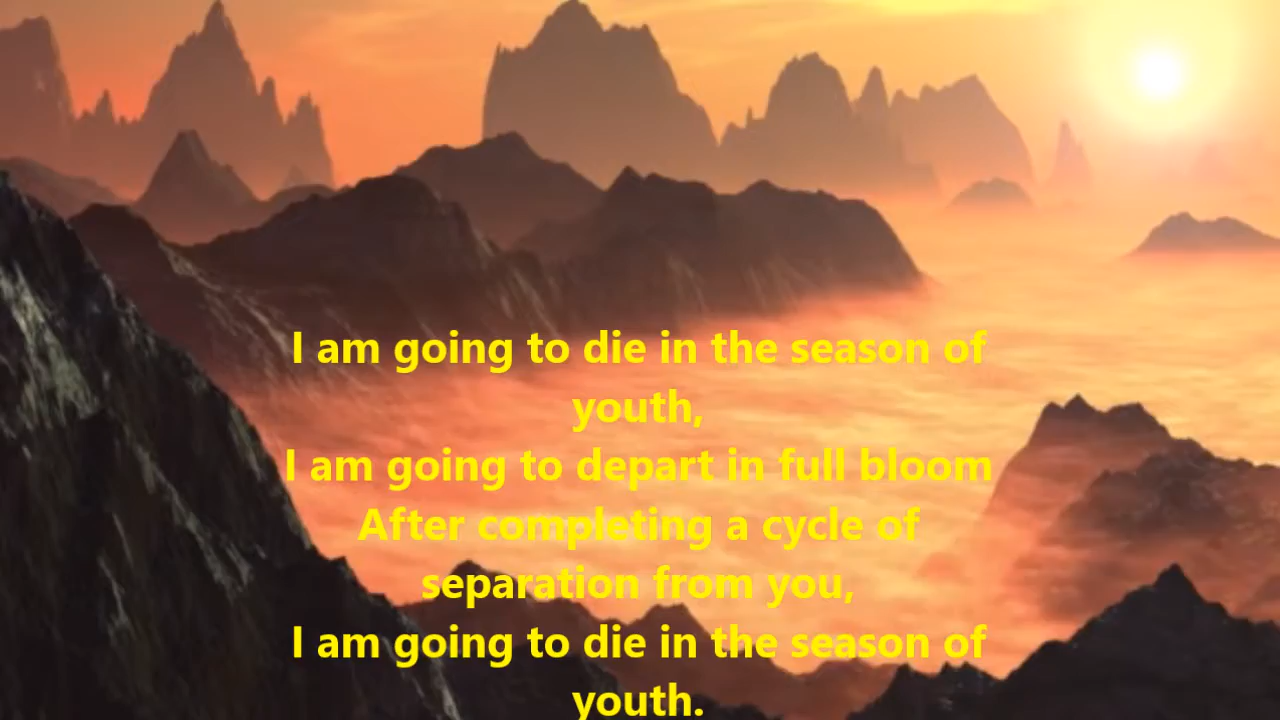 I am going to die in the season of
youth,
I am going to depart in full bloom
After completing a cycle of
separation from you,
I am going to die in the season of
youth.